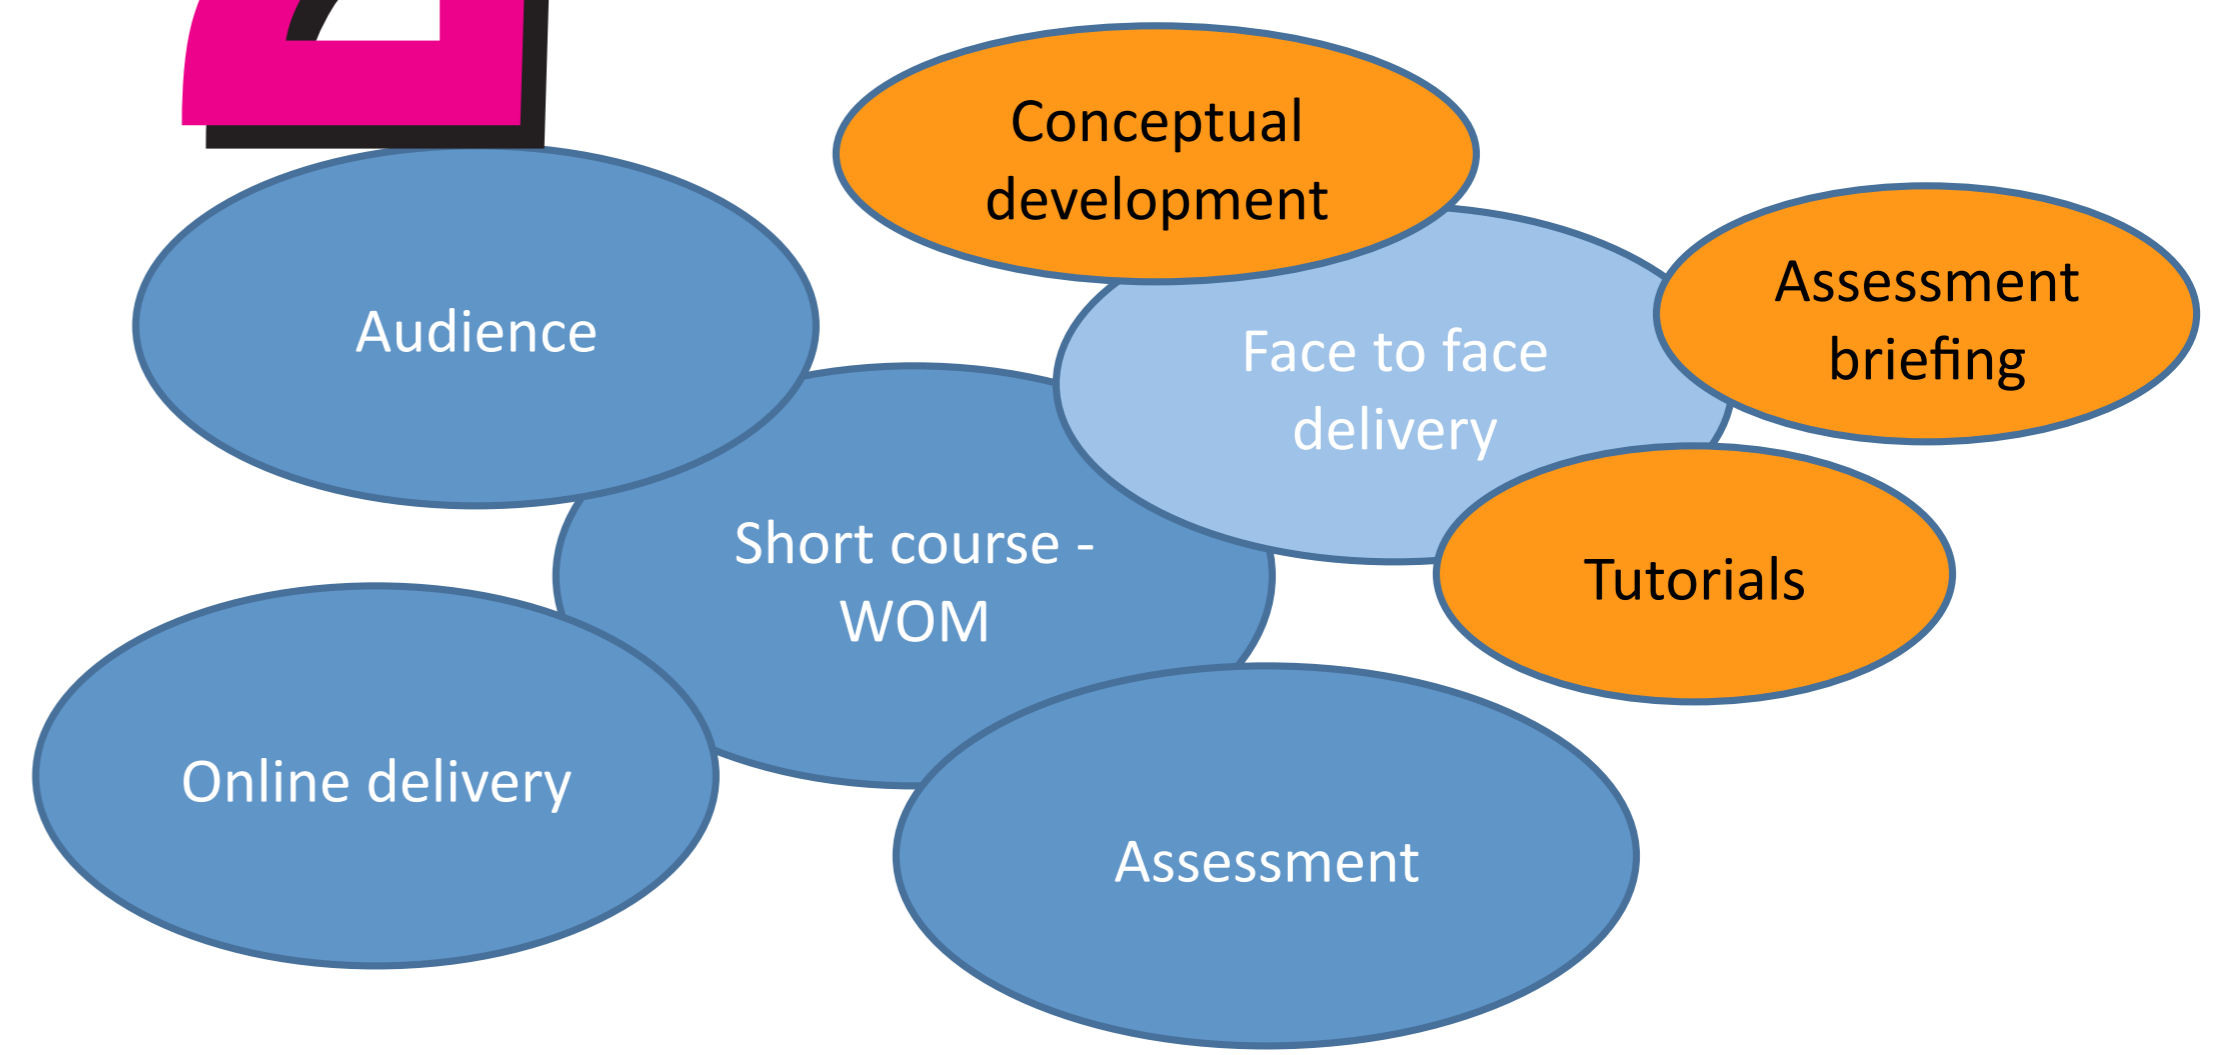 Conceptual
development
Assessment
briefing
Audience
Face to face
delivery
Short course -
WOM
Tutorials
Online delivery
Assessment